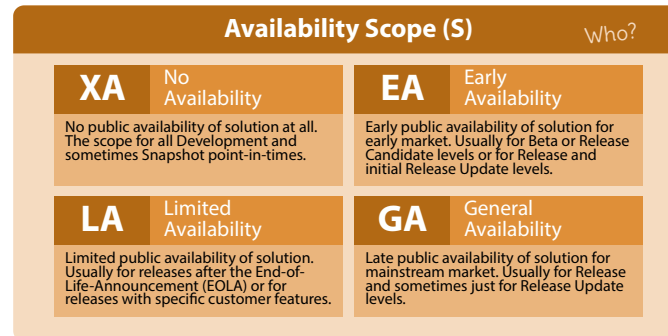 Availability Scope (S)
Who?
XA
No
Availability
No public availability of solution at all.
The scope for all Development and
sometimes Snapshot point-in-times.
EA
Early
Availability
Early public availability of solution for
early market. Usually for Beta or Release
Candidate levels or for Release and
initial Release Update levels.
LA
Limited
Availability
Limited public availability of solution.
Usually for releases after the End-of-
Life-Announcement (EOLA) or for
releases with specific customer features.
GA
General
Availability
Late public availability of solution for
mainstream market. Usually for Release
and sometimes just for Release Update
levels.